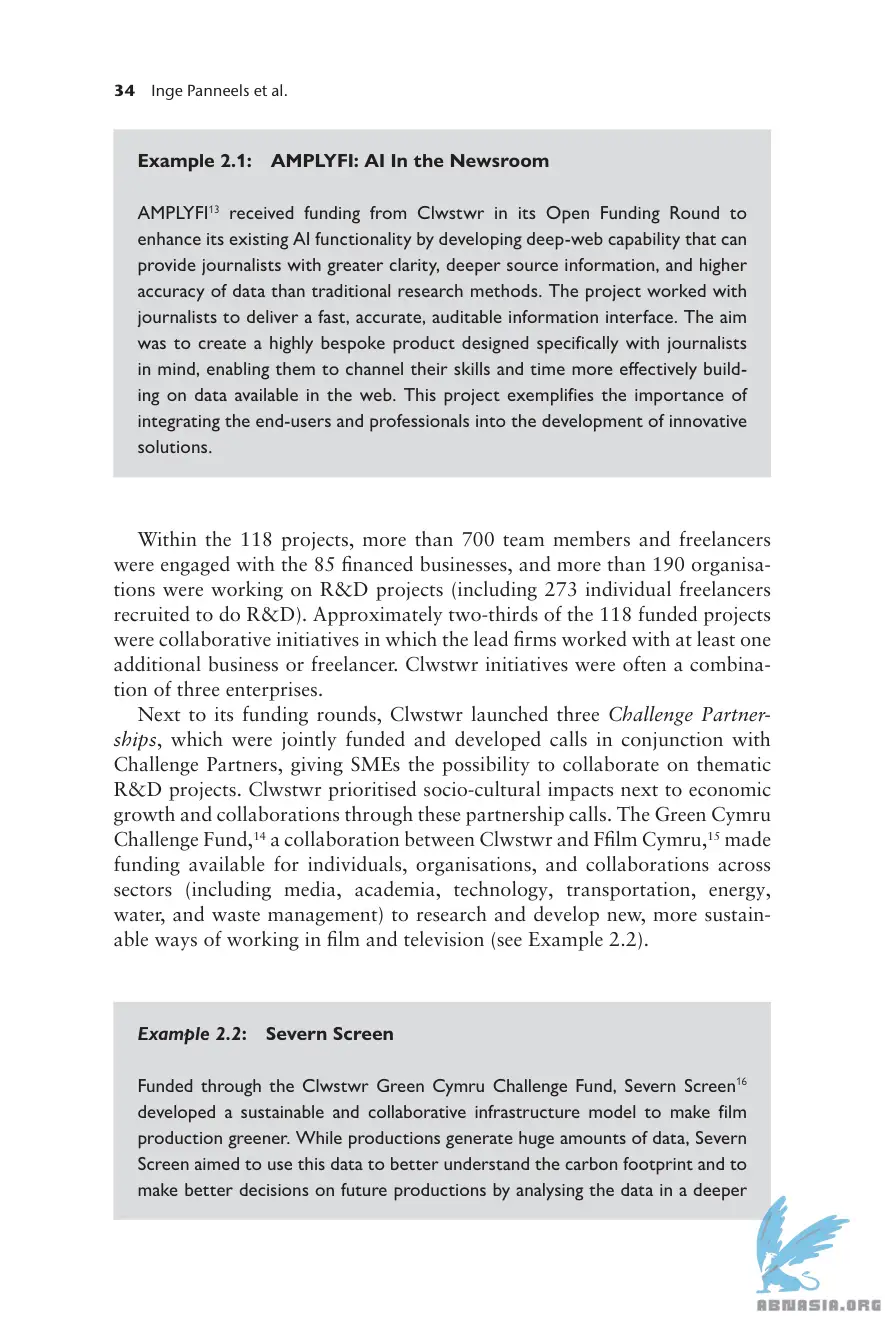 34 Inge Panneels et al.
Example 2.1: AMPLYFI: AI In the Newsroom
AMPLYFI13 received funding from Clwstwr in its Open Funding Round to
enhance its existing AI functionality by developing deep-web capability that can
provide journalists with greater clarity, deeper source information, and higher
accuracy of data than traditional research methods. The project worked with
journalists to deliver a fast, accurate, auditable information interface. The aim
was to create a highly bespoke product designed specifically with journalists
in mind, enabling them to channel their skills and time more effectively build-
ing on data available in the web. This project exemplifies the importance of
integrating the end-users and professionals into the development of innovative
solutions.
Within the 118 projects, more than 700 team members and freelancers
were engaged with the 85 financed businesses, and more than 190 organisa-
tions were working on R&D projects (including 273 individual freelancers
recruited to do R&D). Approximately two-thirds of the 118 funded projects
were collaborative initiatives in which the lead firms worked with at least one
additional business or freelancer. Clwstwr initiatives were often a combina-
tion of three enterprises.
Next to its funding rounds, Clwstwr launched three Challenge Partner-
ships, which were jointly funded and developed calls in conjunction with
Challenge Partners, giving SMEs the possibility to collaborate on thematic
R&D projects. Clwstwr prioritised socio-cultural impacts next to economic
growth and collaborations through these partnership calls. The Green Cymru
Challenge Fund,14 a collaboration between Clwstwr and Ffilm Cymru,15 made
funding available for individuals, organisations, and collaborations across
sectors (including media, academia, technology, transportation, energy,
water, and waste management) to research and develop new, more sustain-
able ways of working in film and television (see Example 2.2).
Example 2.2: Severn Screen
Funded through the Clwstwr Green Cymru Challenge Fund, Severn Screen16
developed a sustainable and collaborative infrastructure model to make film
production greener. While productions generate huge amounts of data, Severn
Screen aimed to use this data to better understand the carbon footprint and to
make better decisions on future productions by analysing the data in a deeper
ABNASIA.ORG